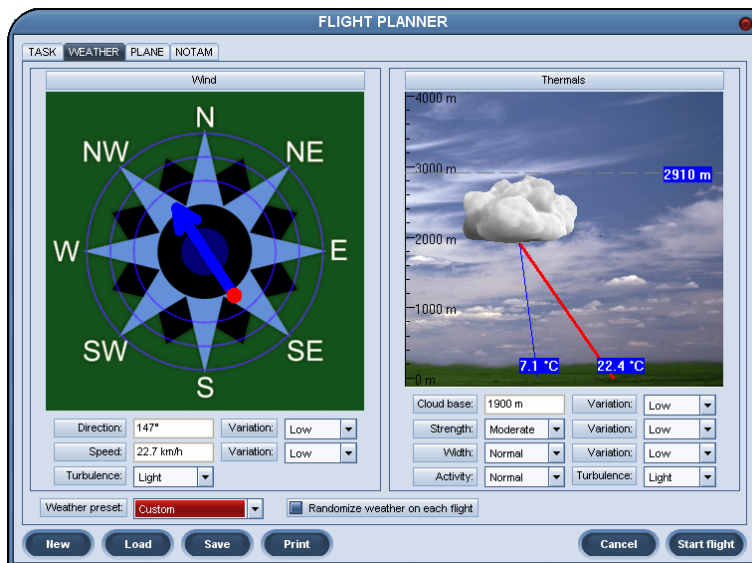 FLIGHT PLANNER
TASK WEATHER PLANE NOTAM
Wind
N
NW NE
W E
SW SE
S
Direction: 147° Variation: Low
Speed: 22.7 km/h Variation: Low
Turbulence: Light
Thermals
4000 m
3000 m
2910 m
2000 m
1000 m
7.1 °C 22.4 °C
0 m
Cloud base: 1900 m Variation: Low
Strength: Moderate Variation: Low
Width: Normal Variation: Low
Activity: Normal Turbulence: Light
Weather preset: Custom Randomize weather on each flight
New Load Save Print Cancel Start flight